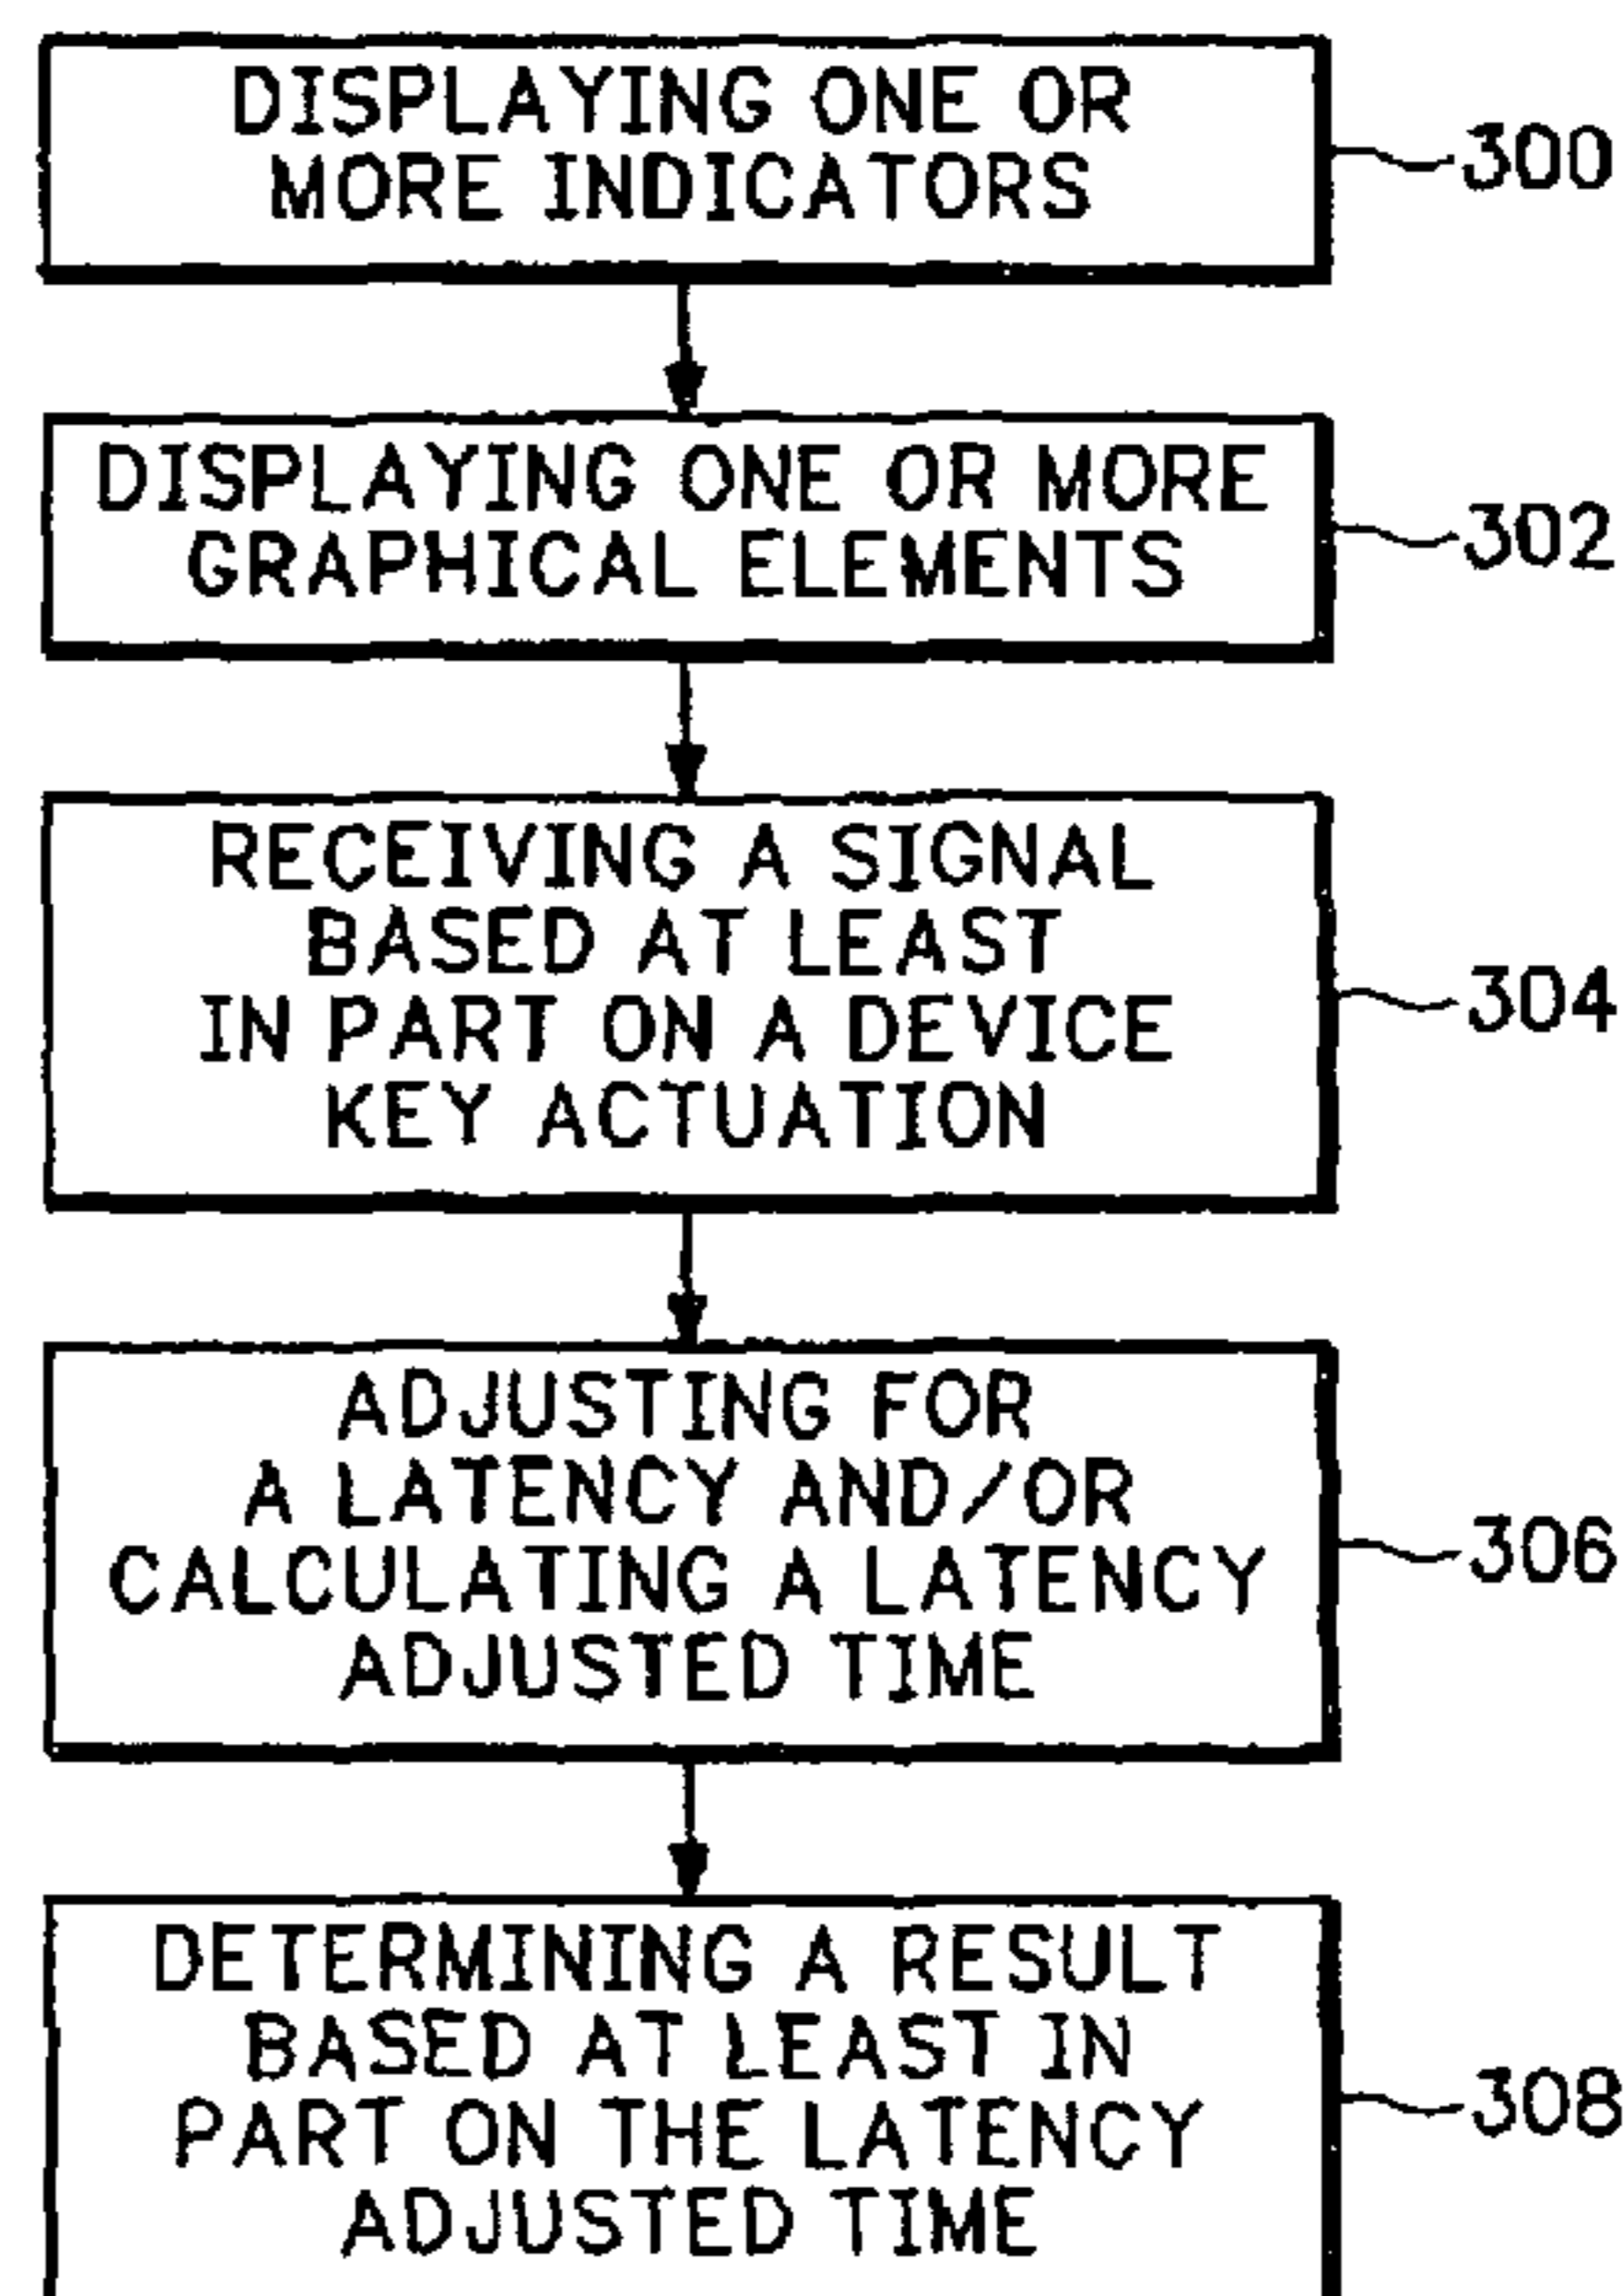 DISPLAYING ONE OR
MORE INDICATORS
300
DISPLAYING ONE OR MORE
GRAPHICAL ELEMENTS
302
RECEIVING A SIGNAL
BASED AT LEAST
IN PART ON A DEVICE
KEY ACTUATION
304
ADJUSTING FOR
A LATENCY AND/OR
CALCULATING A LATENCY
ADJUSTED TIME
306
DETERMINING A RESULT
BASED AT LEAST IN
PART ON THE LATENCY
ADJUSTED TIME
308